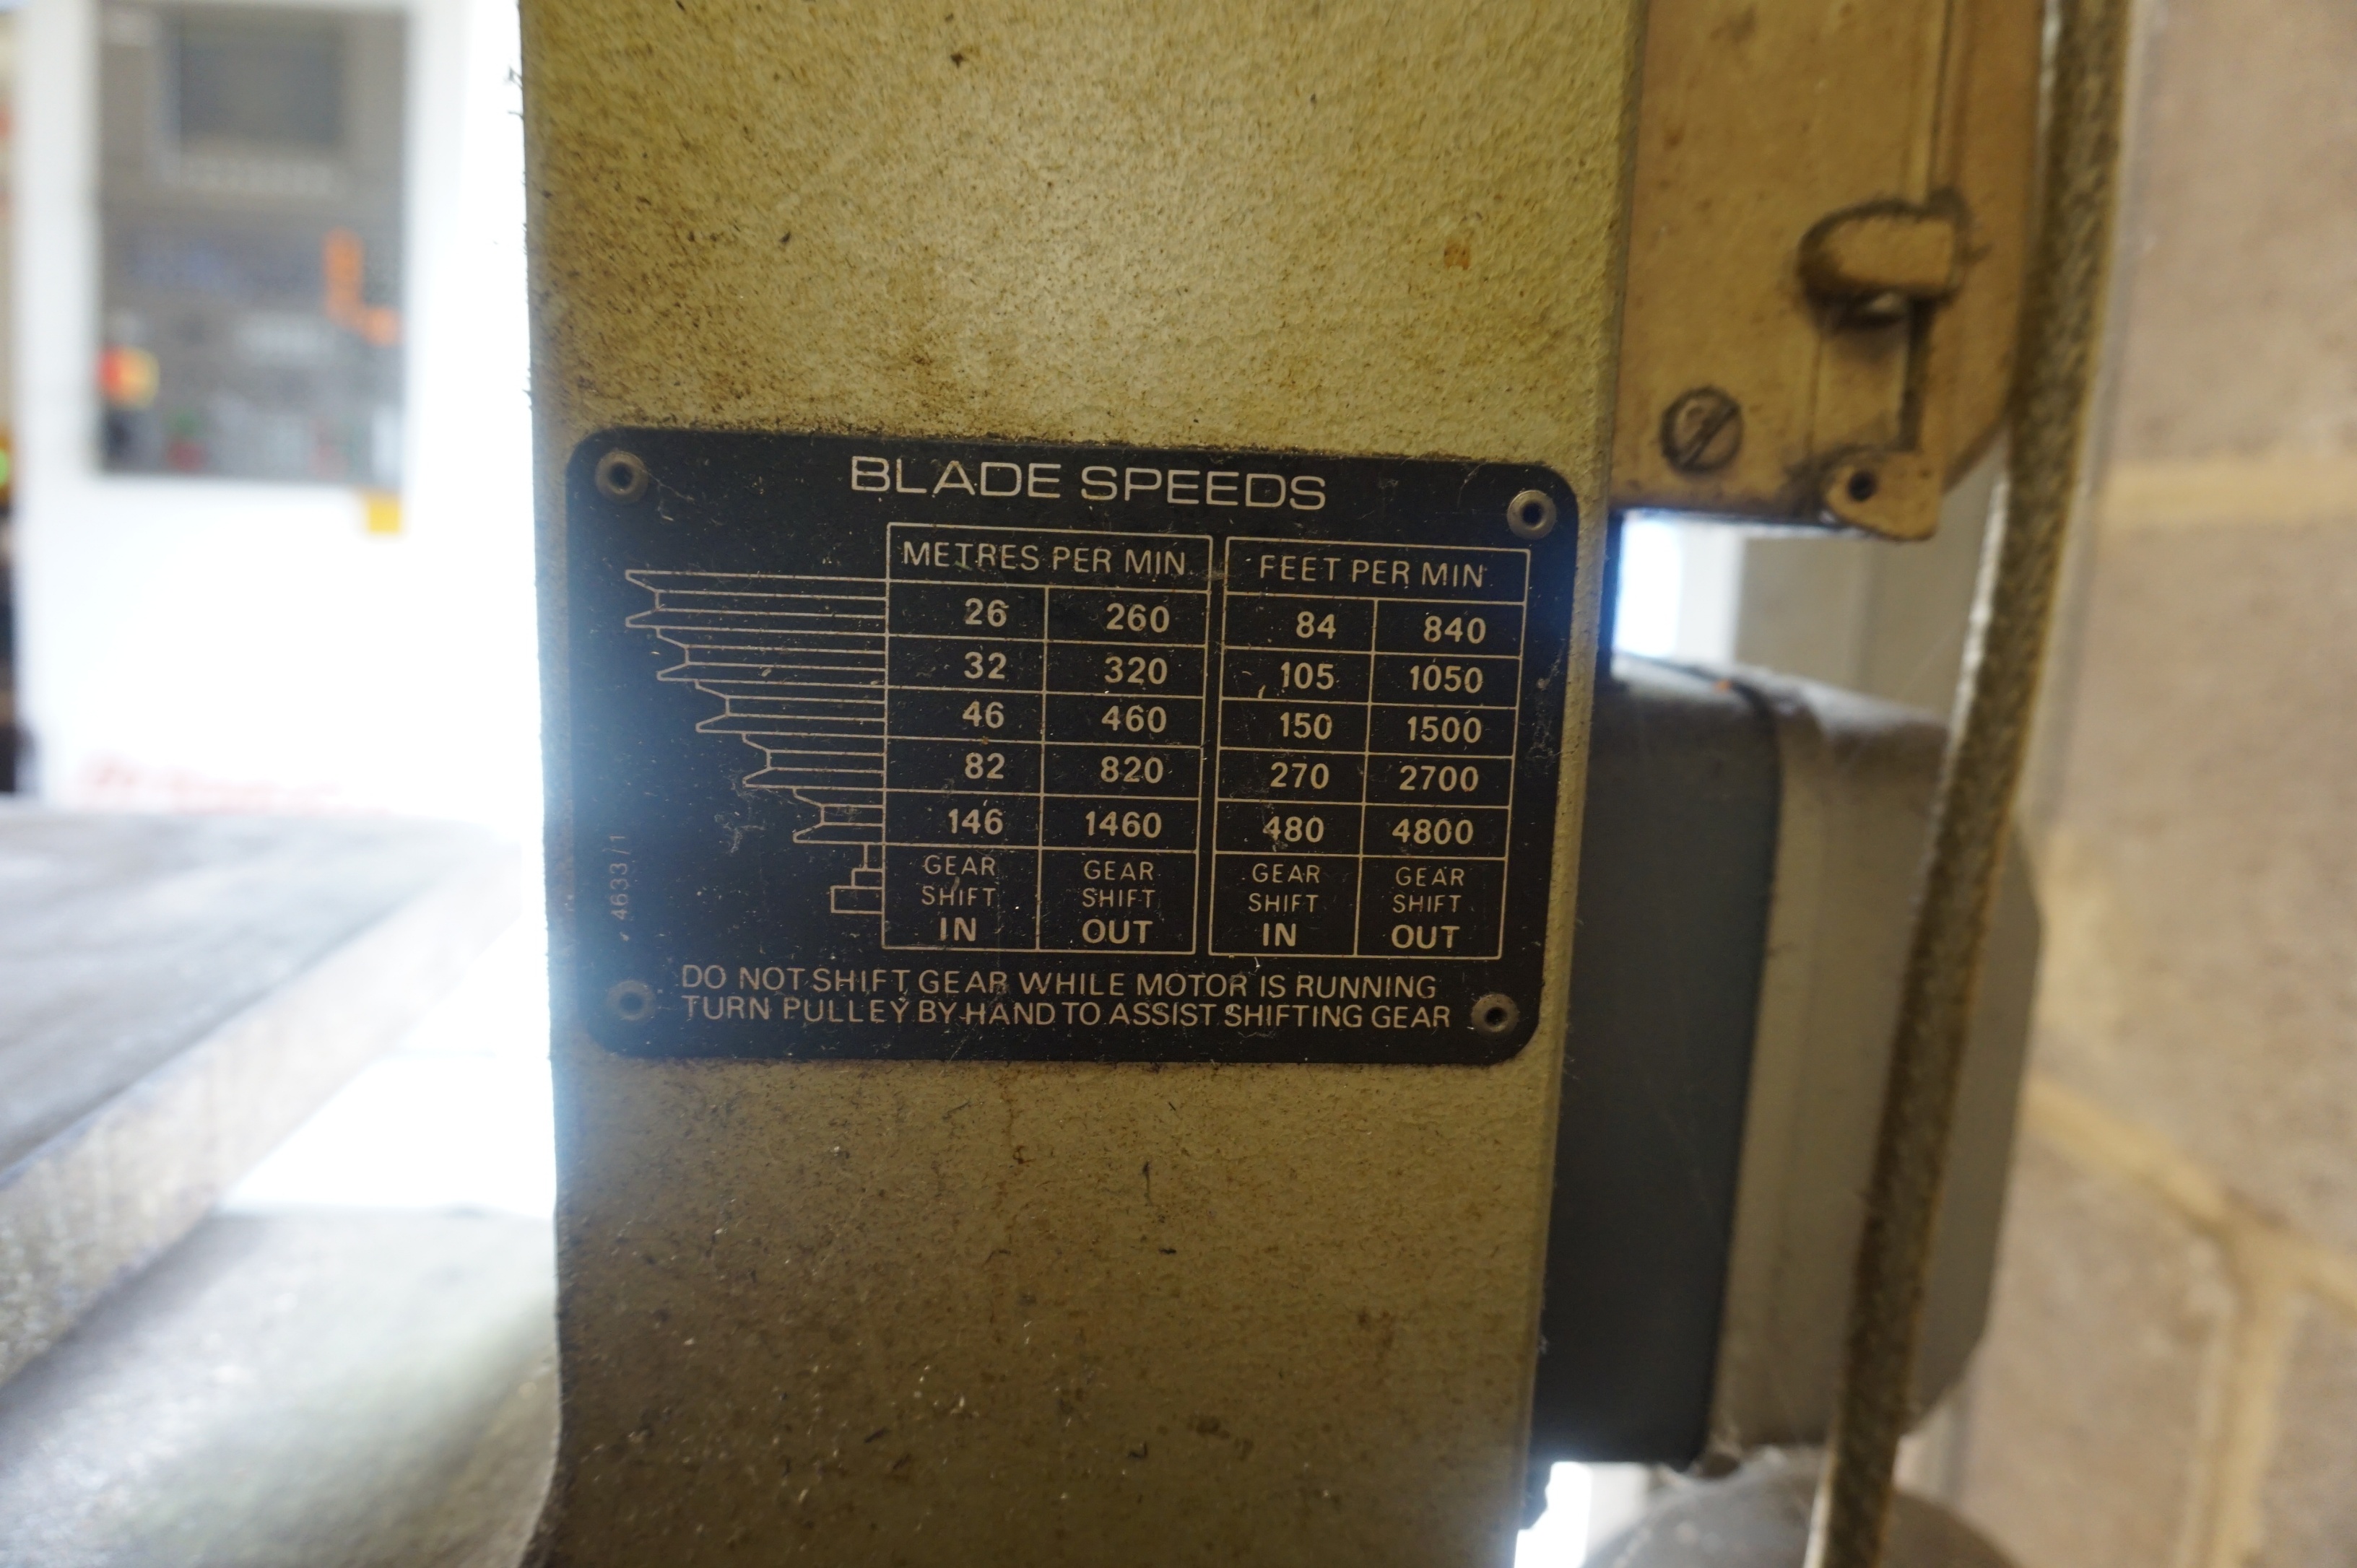 BLADE SPEEDS
METRES PER MIN. FEET PER MIN.
26 260 84 840
32 320 105 1050
46 460 150 1500
82 820 270 2700
146 1460 480 4800
GEAR GEAR GEAR GEAR
SHIFT SHIFT SHIFT SHIFT
IN OUT IN OUT
4633/1
DO NOT SHIFT GEAR WHILE MOTOR IS RUNNING
TURN PULLEY BY HAND TO ASSIST SHIFTING GEAR